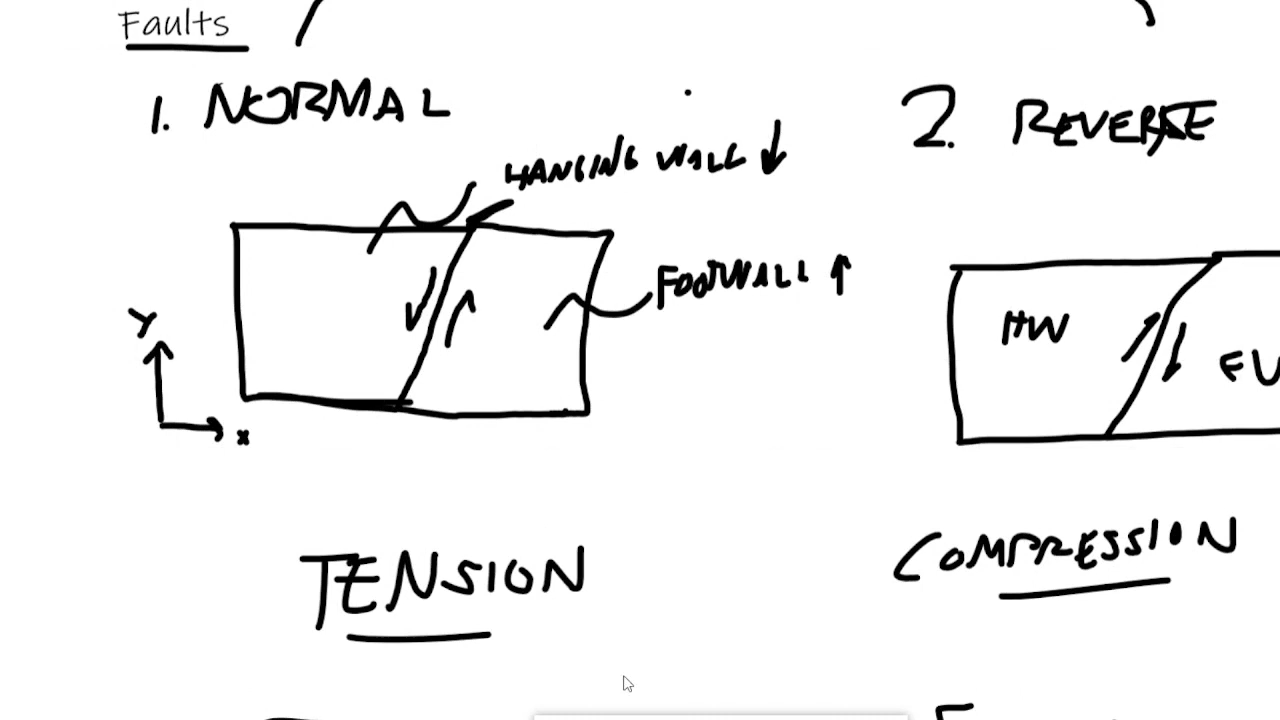 Faults
1. NORMAL
2. REVERSE
HANGING WALL ↓
FOOTWALL ↑
HW
Y
X
TENSION
COMPRESSION